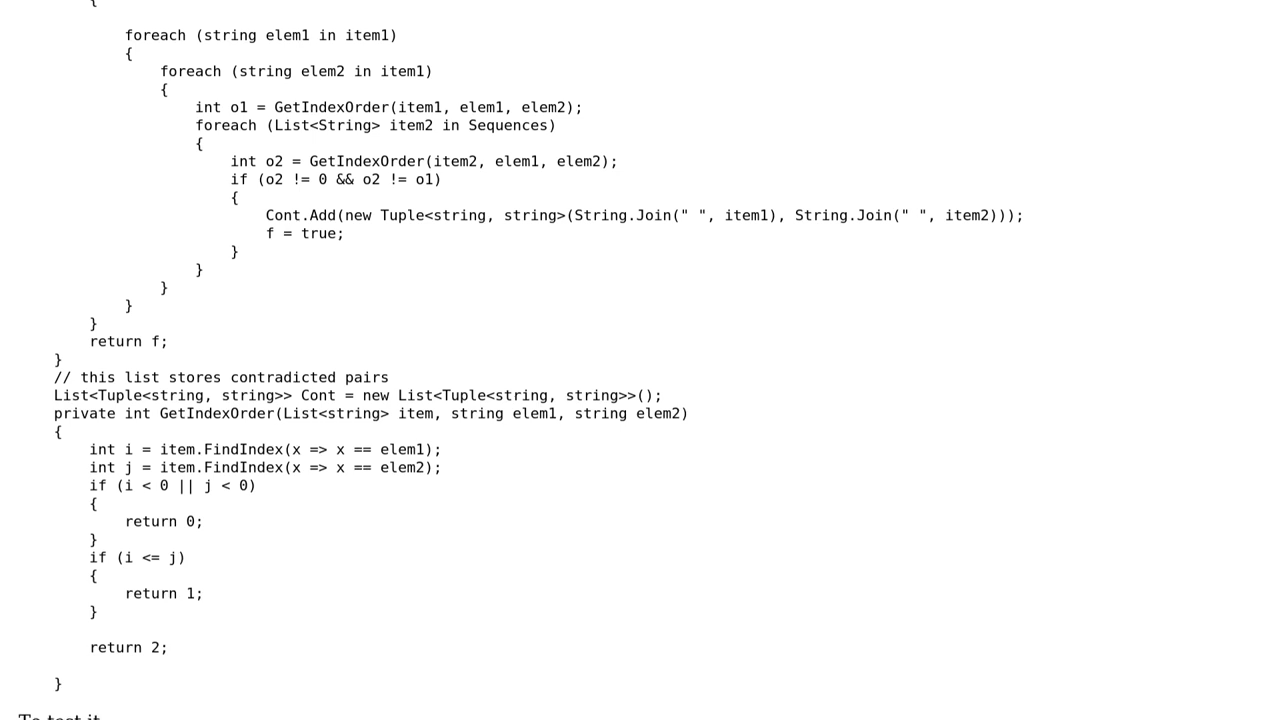 {
foreach (string elem1 in item1)
{
foreach (string elem2 in item1)
{
int o1 = GetIndexOrder(item1, elem1, elem2);
foreach (List<String> item2 in Sequences)
{
int o2 = GetIndexOrder(item2, elem1, elem2);
if (o2 != 0 && o2 != o1)
{
Cont.Add(new Tuple<string, string>(String.Join(" ", item1), String.Join(" ", item2)));
f = true;
}
}
}
}
}
return f;
}
// this list stores contradicted pairs
List<Tuple<string, string>> Cont = new List<Tuple<string, string>>();
private int GetIndexOrder(List<string> item, string elem1, string elem2)
{
int i = item.FindIndex(x => x == elem1);
int j = item.FindIndex(x => x == elem2);
if (i < 0 || j < 0)
{
return 0;
}
if (i <= j)
{
return 1;
}
return 2;
}
To test it